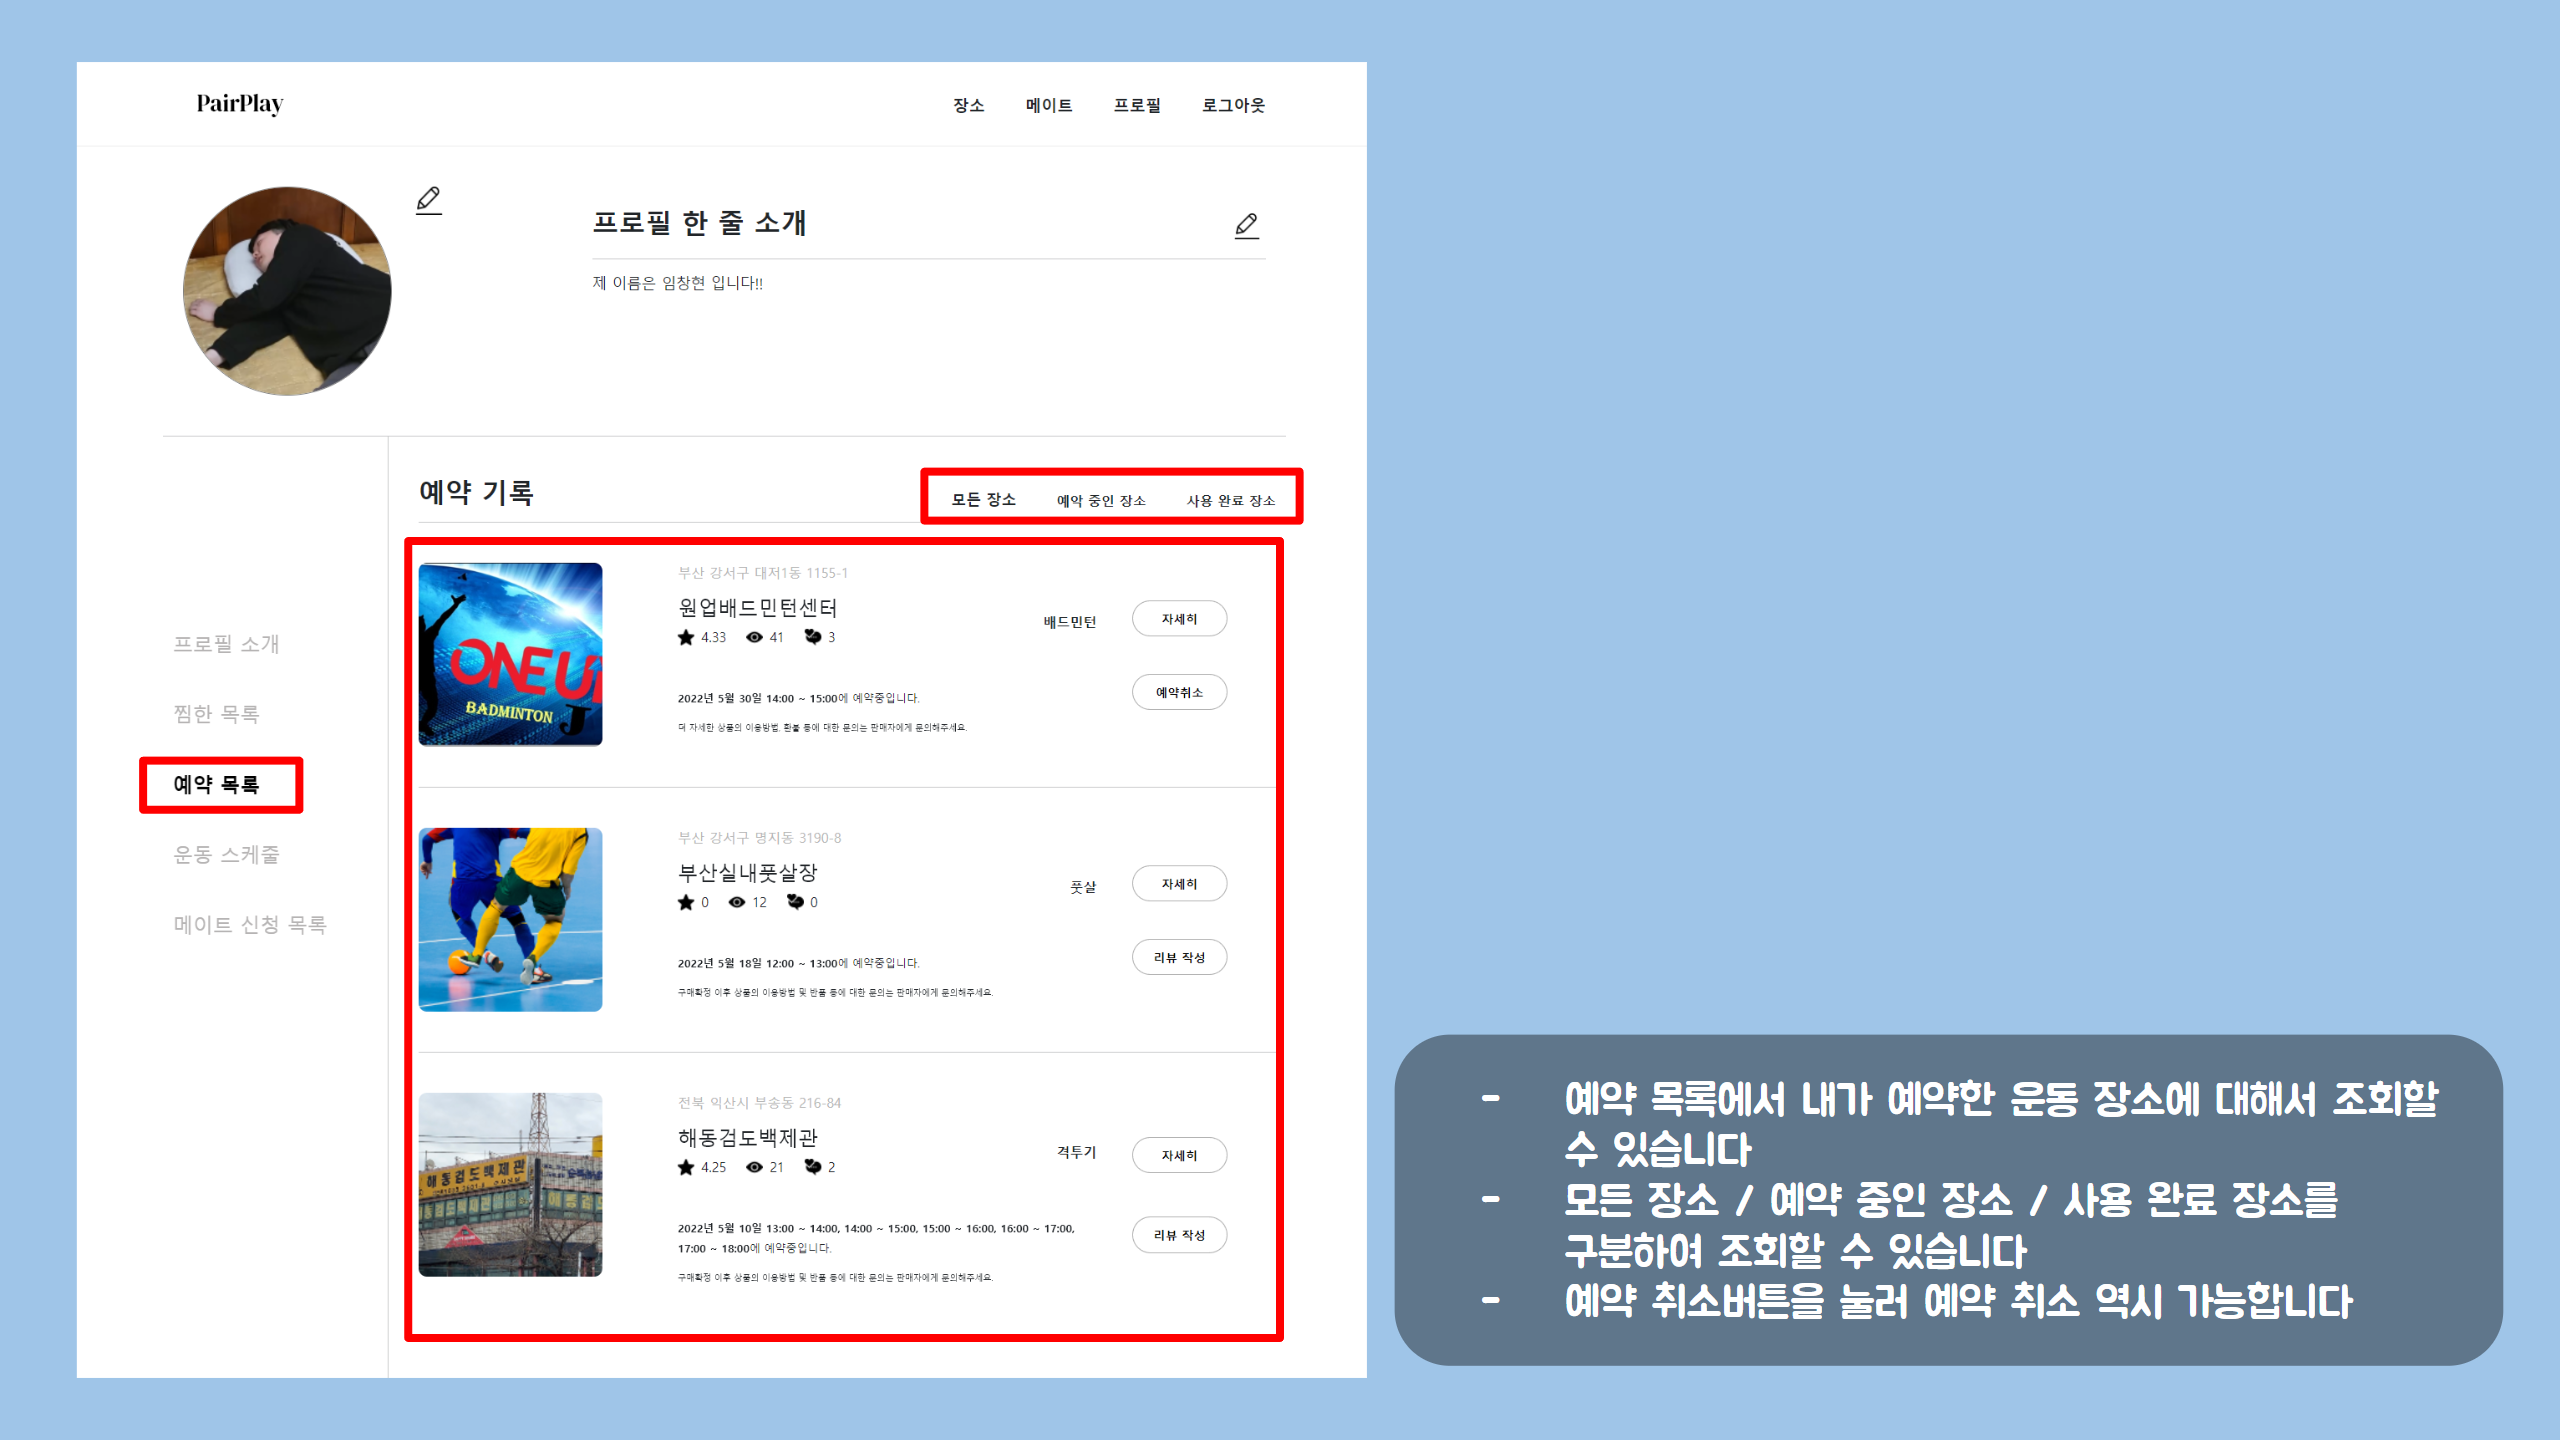 PairPlay
장소 메이트 프로필 로그아웃
프로필 한 줄 소개
제 이름은 임창현 입니다!!
프로필 소개
찜한 목록
예약 목록
운동 스케줄
메이트 신청 목록
예약 기록
모든 장소 예약 중인 장소 사용 완료 장소
ONE U
BADMINTON
부산 강서구 대저1동 1155-1
원업배드민턴센터
4.33 41 3
배드민턴
자세히
예약취소
2022년 5월 30일 14:00 ~ 15:00에 예약중입니다.
더 자세한 상품의 이용방법, 환불 등에 대한 문의는 판매자에게 문의해주세요.
부산 강서구 명지동 3190-8
부산실내풋살장
0 12 0
풋살
자세히
리뷰 작성
2022년 5월 18일 12:00 ~ 13:00에 예약중입니다.
구매확정 이후 상품의 이용방법 및 반품 등에 대한 문의는 판매자에게 문의해주세요.
해동검도백제관
전북 익산시 부송동 216-84
해동검도백제관
4.25 21 2
격투기
자세히
리뷰 작성
2022년 5월 10일 13:00 ~ 14:00, 14:00 ~ 15:00, 15:00 ~ 16:00, 16:00 ~ 17:00,
17:00 ~ 18:00에 예약중입니다.
구매확정 이후 상품의 이용방법 및 반품 등에 대한 문의는 판매자에게 문의해주세요.
- 예약 목록에서 내가 예약한 운동 장소에 대해서 조회할
수 있습니다
- 모든 장소 / 예약 중인 장소 / 사용 완료 장소를
구분하여 조회할 수 있습니다
- 예약 취소버튼을 눌러 예약 취소 역시 가능합니다